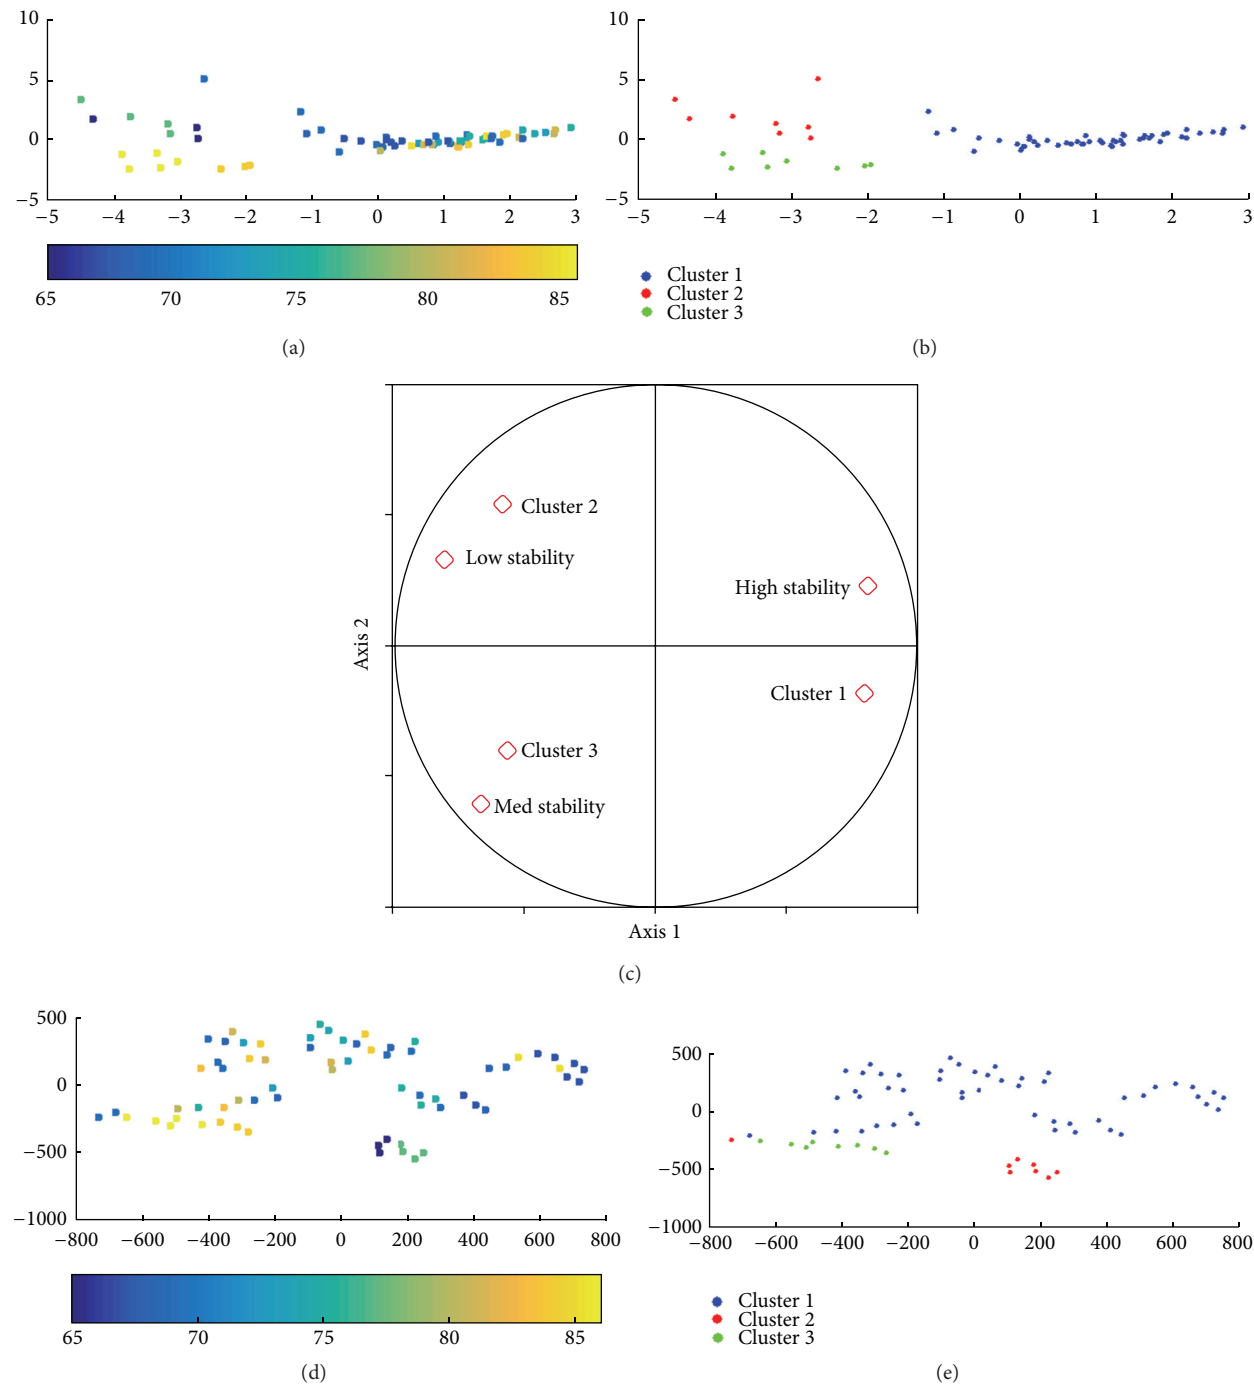 10
5
0
−5
−5 −4 −3 −2 −1 0 1 2 3
65 70 75 80 85
(a)
10
5
0
−5
−5 −4 −3 −2 −1 0 1 2 3
Cluster 1
Cluster 2
Cluster 3
(b)
Cluster 2
Low stability
High stability
Axis 2
Cluster 1
Cluster 3
Med stability
Axis 1
(c)
500
0
−500
−1000
−800 −600 −400 −200 0 200 400 600 800
65 70 75 80 85
(d)
500
0
−500
−1000
−800 −600 −400 −200 0 200 400 600 800
Cluster 1
Cluster 2
Cluster 3
(e)